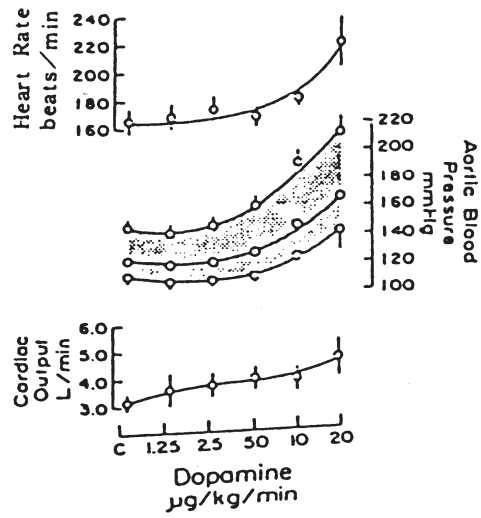 Heart Rate
beats/min
240
220
200
180
160
220
200
180
160
140
120
100
Aortic Blood
Pressure
mmHg
c
Cardiac
Output
L/min
6.0
5.0
4.0
3.0
C 1.25 2.5 50 10 20
Dopamine
µg/kg/min